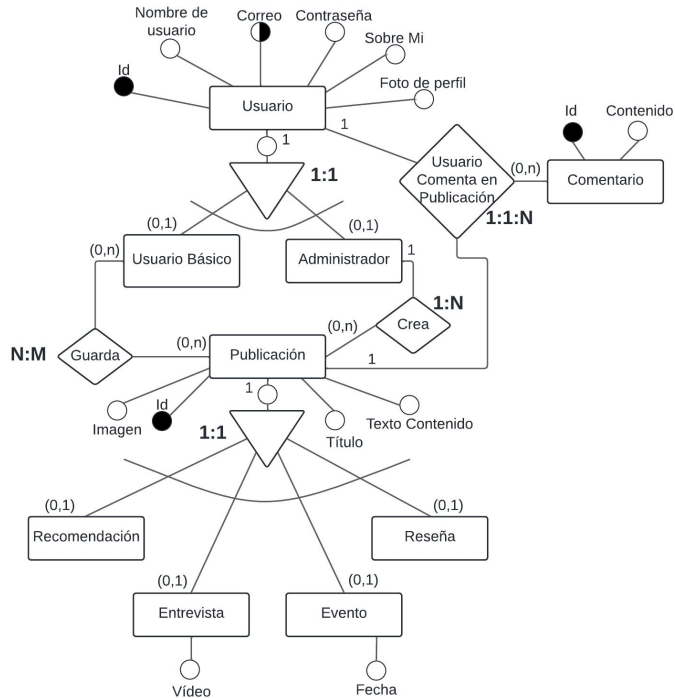 Nombre de
usuario
Correo
Contraseña
Sobre Mi
Foto de perfil
Id
Usuario
1
1
1:1
Usuario
Comenta en
Publicación
(0,n)
1:1:N
Id
Contenido
Comentario
(0,1)
(0,1)
(0,n)
Usuario Básico
Administrador
1
1:N
Crea
(0,n)
N:M
Guarda
(0,n)
Publicación
1
1
Imagen
Id
1:1
Título
Texto Contenido
(0,1)
(0,1)
Recomendación
Reseña
(0,1)
(0,1)
Entrevista
Evento
Vídeo
Fecha